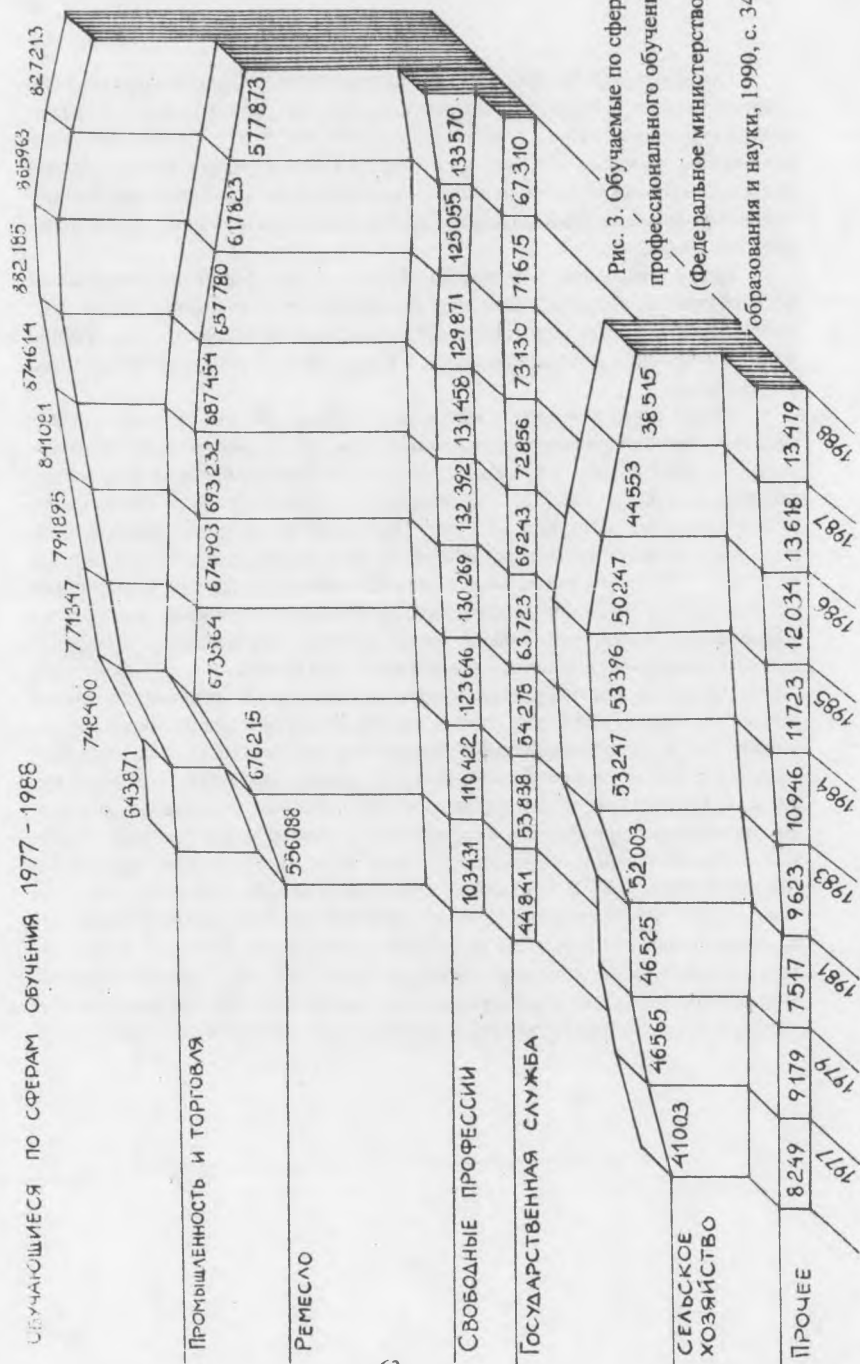 ОБУЧАЮЩИЕСЯ ПО СФЕРАМ ОБУЧЕНИЯ 1977 - 1988
643871 748400 771347 794895 841081 874614 882185 865963 827213
ПРОМЫШЛЕННОСТЬ И ТОРГОВЛЯ
556088 676215 673564 674903 693232 687454 657780 617823 577873
РЕМЕСЛО
103431 110422 123646 130269 132392 131458 129871 125055 133570
СВОБОДНЫЕ ПРОФЕССИИ
44841 53838 54278 63723 69243 72856 73130 71675 67310
ГОСУДАРСТВЕННАЯ СЛУЖБА
41003 46565 46525 52003 53247 53396 50247 44553 38515
СЕЛЬСКОЕ
ХОЗЯЙСТВО
8249 9179 7517 9623 10946 11723 12034 13618 13479
ПРОЧЕЕ
1977 1979 1981 1983 1984 1985 1986 1987 1988
Рис. 3. Обучаемые по сфер
профессионального обучени
(Федеральное министерство
образования и науки, 1990, с. 34